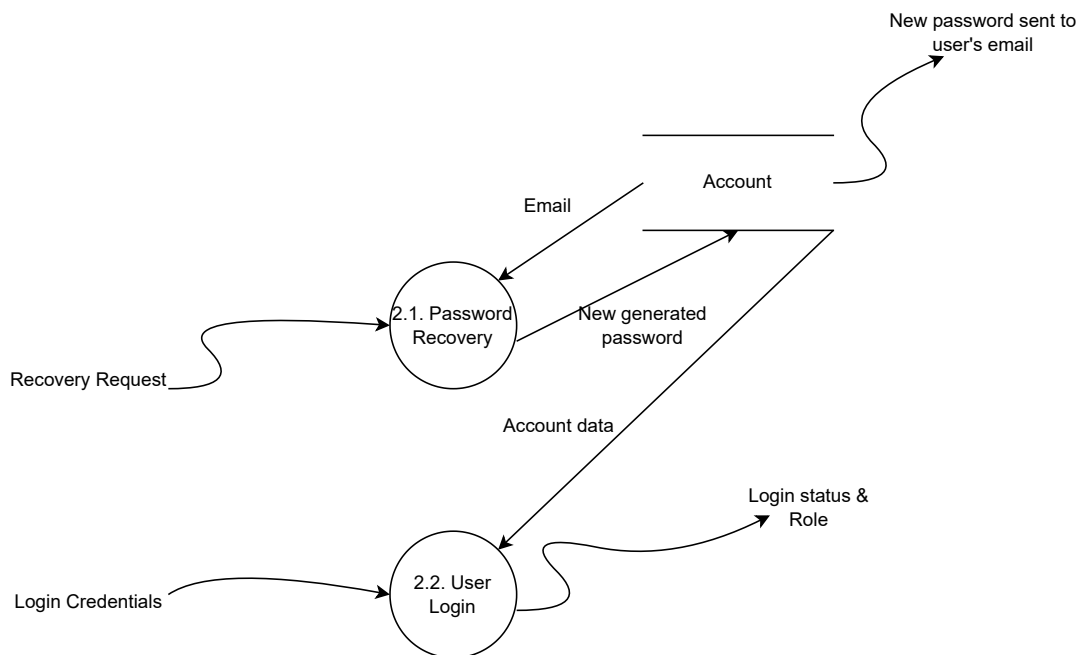 New password sent to
user's email
Account
Email
2.1. Password
Recovery
New generated
password
Recovery Request
Account data
Login status &
Role
2.2. User
Login
Login Credentials